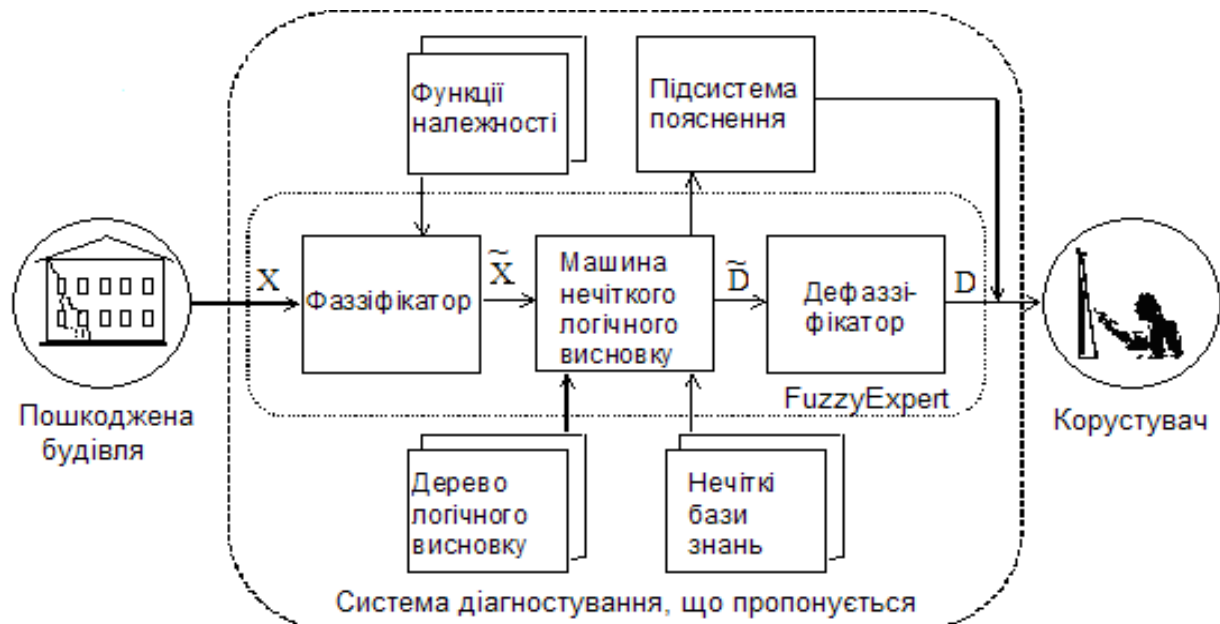 Функції
належності
Підсистема
пояснення
X
Фаззіфікатор
X̃
Машина
нечіткого
логічного
висновку
D̃
Дефаззі-
фікатор
D
FuzzyExpert
Пошкоджена
будівля
Корустувач
Дерево
логічного
висновку
Нечіткі
бази
знань
Система діагностування, що пропонується